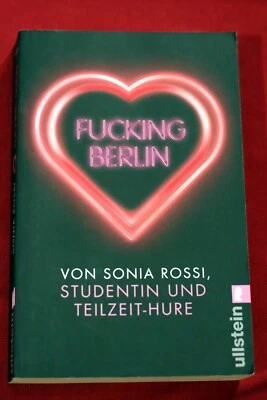 FUCKING
BERLIN
VON SONIA ROSSI,
STUDENTIN UND
TEILZEIT-HURE
ullstein